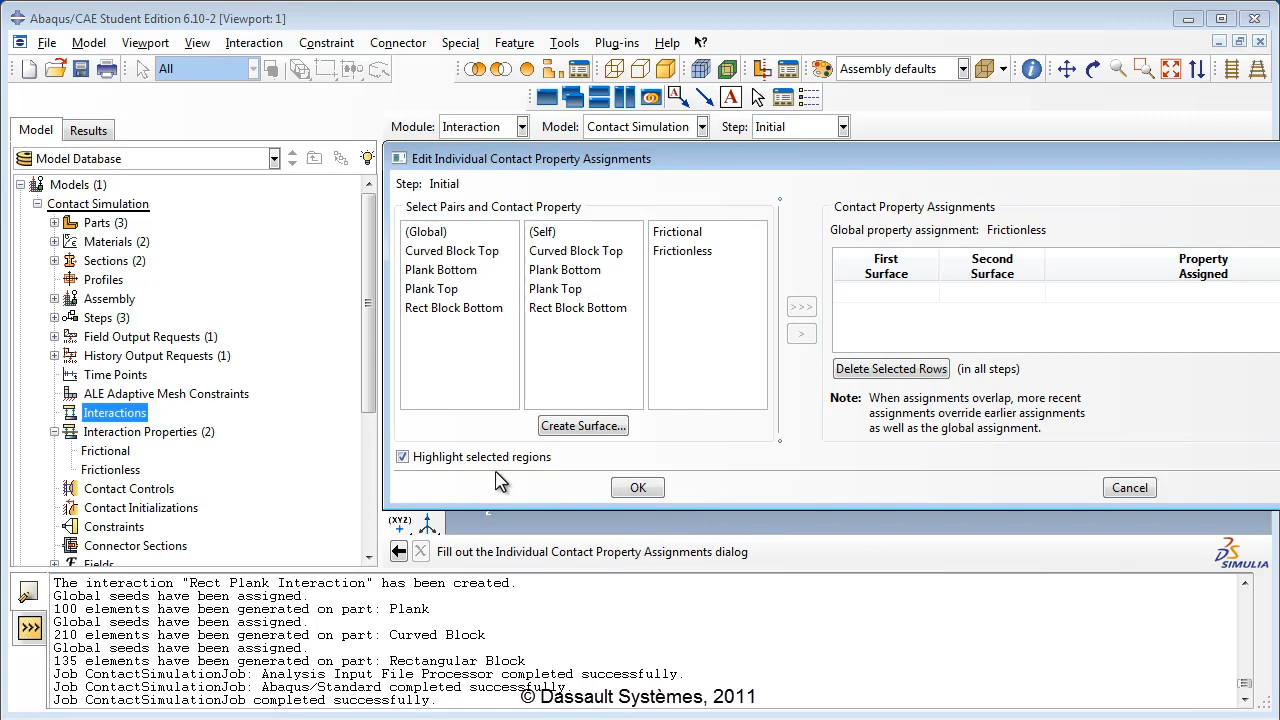 Abaqus/CAE Student Edition 6.10-2 [Viewport: 1]
File Model Viewport View Interaction Constraint Connector Special Feature Tools Plug-ins Help
All Assembly defaults
A
Model Results Module: Interaction Model: Contact Simulation Step: Initial
Model Database
Models (1)
Contact Simulation
Parts (3)
Materials (2)
Sections (2)
Profiles
Assembly
Steps (3)
Field Output Requests (1)
History Output Requests (1)
Time Points
ALE Adaptive Mesh Constraints
Interactions
Interaction Properties (2)
Frictional
Frictionless
Contact Controls
Contact Initializations
Constraints
Connector Sections
Fields
Edit Individual Contact Property Assignments
Step: Initial
Select Pairs and Contact Property
(Global) (Self) Frictional
Curved Block Top Curved Block Top Frictionless
Plank Bottom Plank Bottom
Plank Top Plank Top
Rect Block Bottom Rect Block Bottom
Create Surface...
>>>
>
Contact Property Assignments
Global property assignment: Frictionless
First Surface Second Surface Property Assigned
Delete Selected Rows (in all steps)
Note: When assignments overlap, more recent
assignments override earlier assignments
as well as the global assignment.
Highlight selected regions
OK Cancel
(XYZ)
Fill out the Individual Contact Property Assignments dialog
SIMULIA
>>>
The interaction "Rect Plank Interaction" has been created.
Global seeds have been assigned.
100 elements have been generated on part: Plank
Global seeds have been assigned.
210 elements have been generated on part: Curved Block
Global seeds have been assigned.
135 elements have been generated on part: Rectangular Block
Job ContactSimulationJob: Analysis Input File Processor completed successfully.
Job ContactSimulationJob: Abaqus/Standard completed successfully.
Job ContactSimulationJob completed successfully.
© Dassault Systèmes, 2011